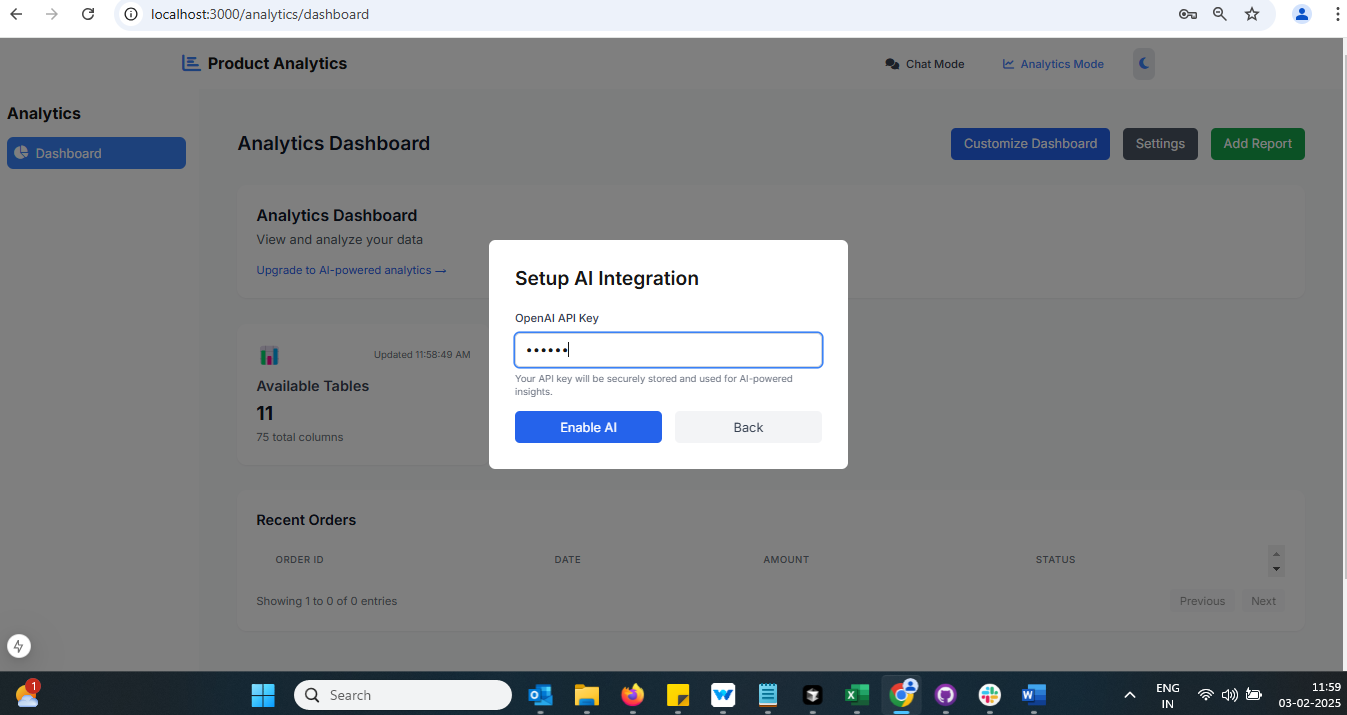 localhost:3000/analytics/dashboard
Product Analytics
Chat Mode
Analytics Mode
Analytics
Dashboard
Analytics Dashboard
Customize Dashboard
Settings
Add Report
Analytics Dashboard
View and analyze your data
Upgrade to AI-powered analytics →
Updated 11:58:49 AM
Available Tables
11
75 total columns
Setup AI Integration
OpenAI API Key
••••••
Your API key will be securely stored and used for AI-powered
insights.
Enable AI
Back
Recent Orders
ORDER ID DATE AMOUNT STATUS
Showing 1 to 0 of 0 entries
Previous
Next
1
Search
ENG
IN
11:59
03-02-2025